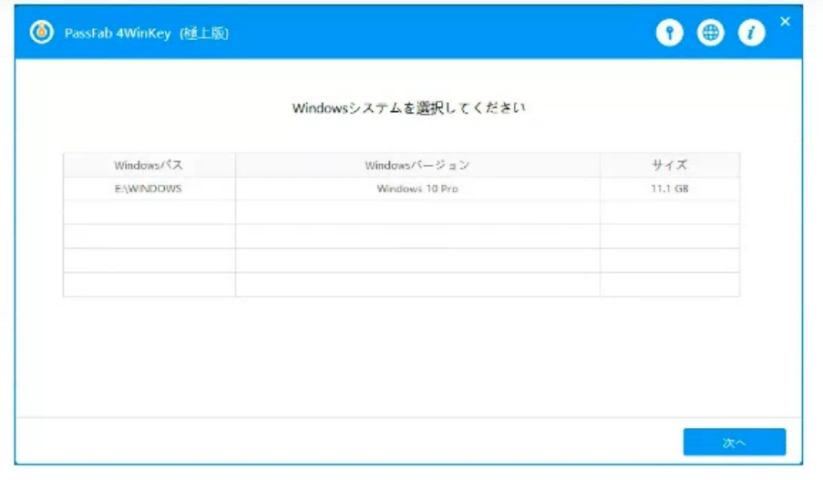 PassFab 4WinKey (極上版)
Windowsシステムを選択してください
Windowsパス Windowsバージョン サイズ
E:\WINDOWS Windows 10 Pro 11.1 GB
次へ